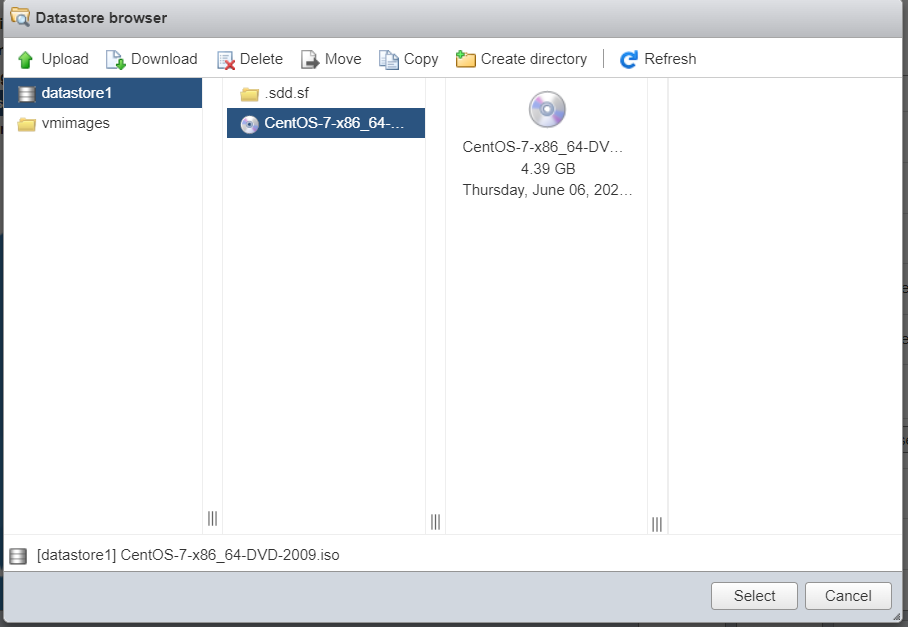 Datastore browser
Upload Download Delete Move Copy Create directory Refresh
datastore1
vmimages
.sdd.sf
CentOS-7-x86_64-...
CentOS-7-x86_64-DV...
4.39 GB
Thursday, June 06, 202...
[datastore1] CentOS-7-x86_64-DVD-2009.iso
Select Cancel